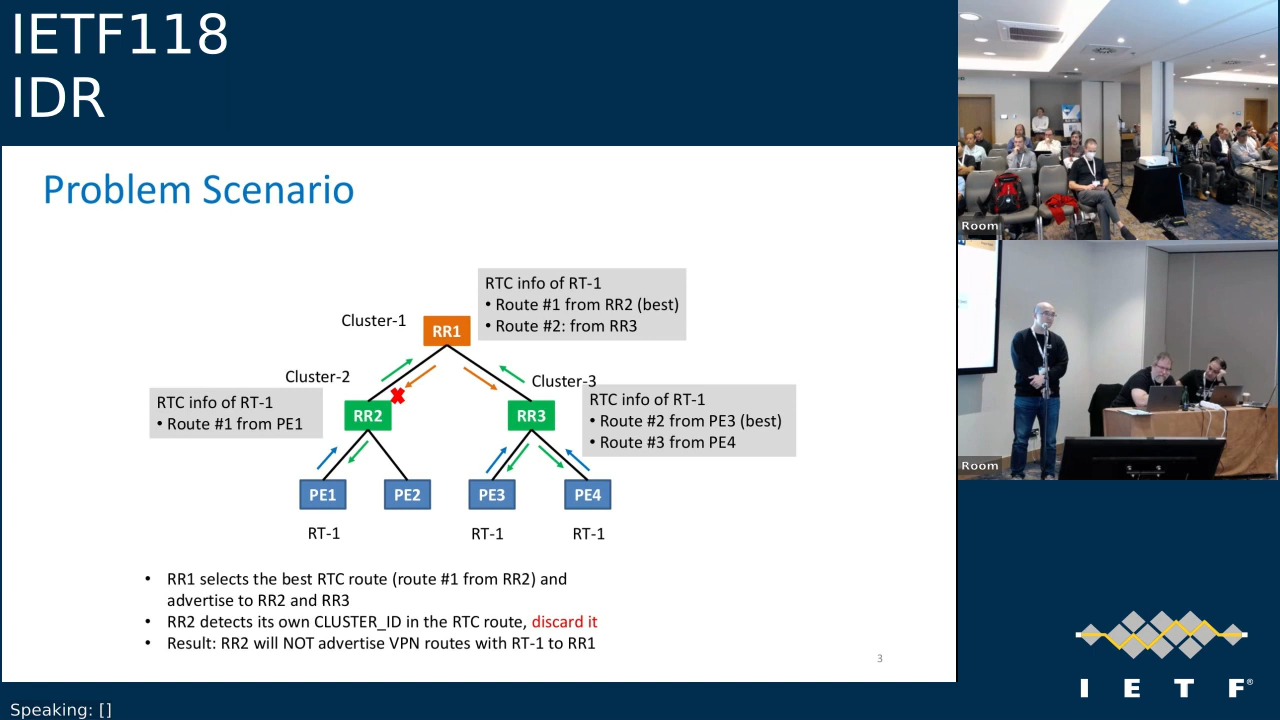 IETF118
IDR
Problem Scenario
RTC info of RT-1
• Route #1 from RR2 (best)
• Route #2: from RR3
Cluster-1
RR1
Cluster-2
Cluster-3
RTC info of RT-1
• Route #1 from PE1
RR2
RR3
RTC info of RT-1
• Route #2 from PE3 (best)
• Route #3 from PE4
PE1
PE2
PE3
PE4
RT-1
RT-1
RT-1
• RR1 selects the best RTC route (route #1 from RR2) and
advertise to RR2 and RR3
• RR2 detects its own CLUSTER_ID in the RTC route, discard it
• Result: RR2 will NOT advertise VPN routes with RT-1 to RR1
3
Room
Room
I E T F®
Speaking: []